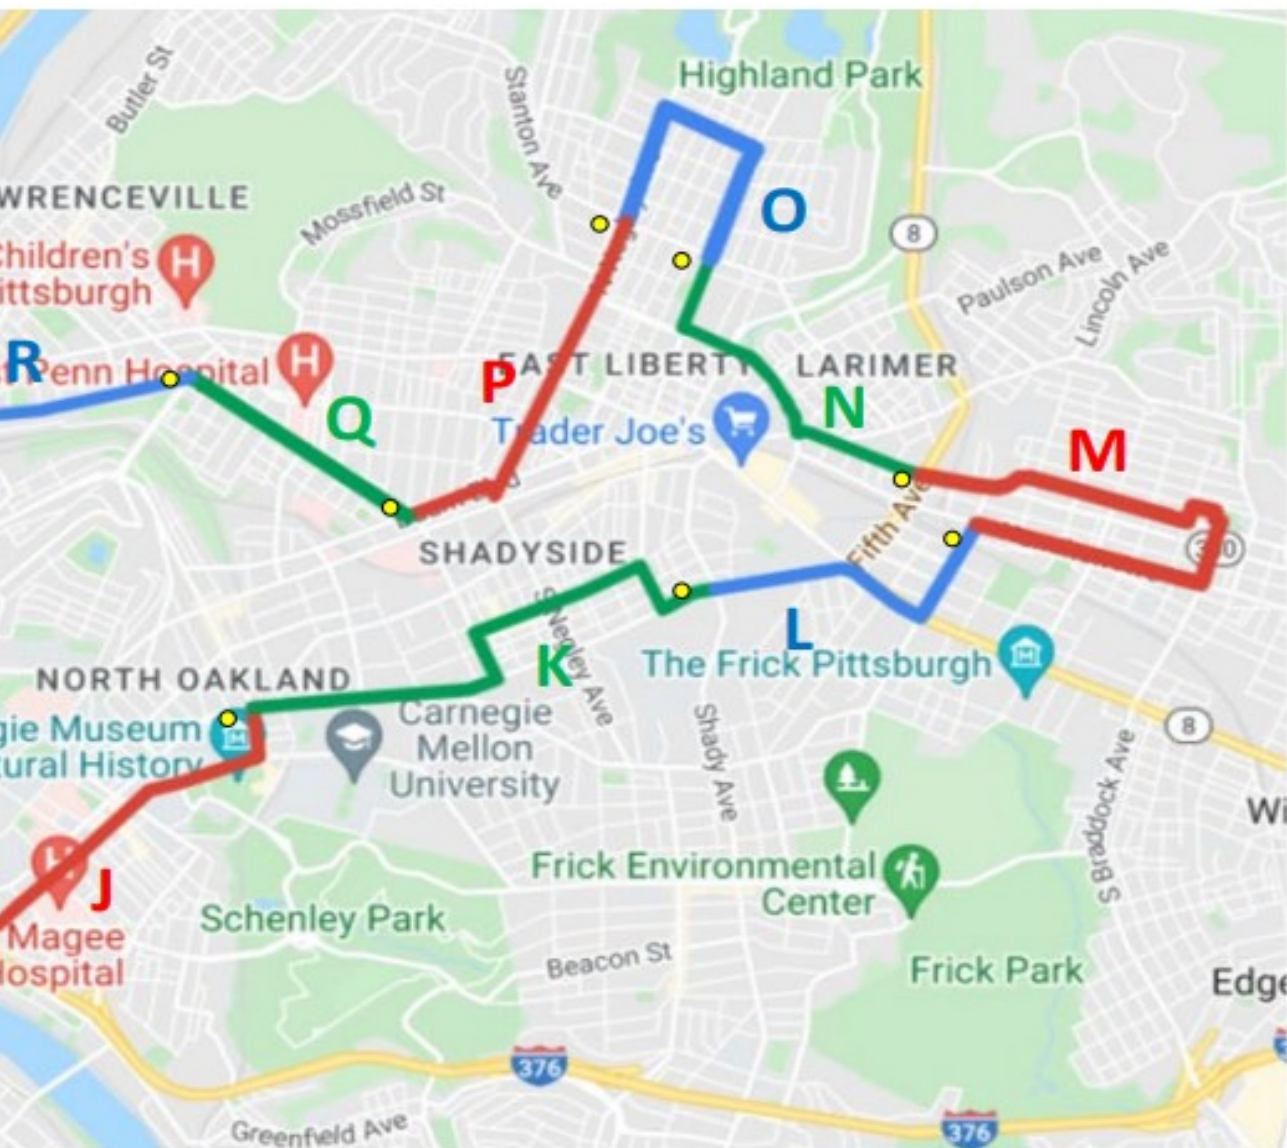 Highland Park
Butler St
Stanton Ave
WRENCEVILLE
Mossfield St
O
8
Children's
ittsburgh
Paulson Ave
Lincoln Ave
R
Penn Hospital
H
H
P
EAST LIBERTY
LARIMER
N
Q
Trader Joe's
M
Fifth Ave
SHADYSIDE
S Negley Ave
K
L
The Frick Pittsburgh
NORTH OAKLAND
gie Museum
tural History
Carnegie
Mellon
University
Shady Ave
8
S Braddock Ave
Wi
J
H
Magee
Hospital
Schenley Park
Frick Environmental
Center
Beacon St
Frick Park
Edge
376
376
Greenfield Ave